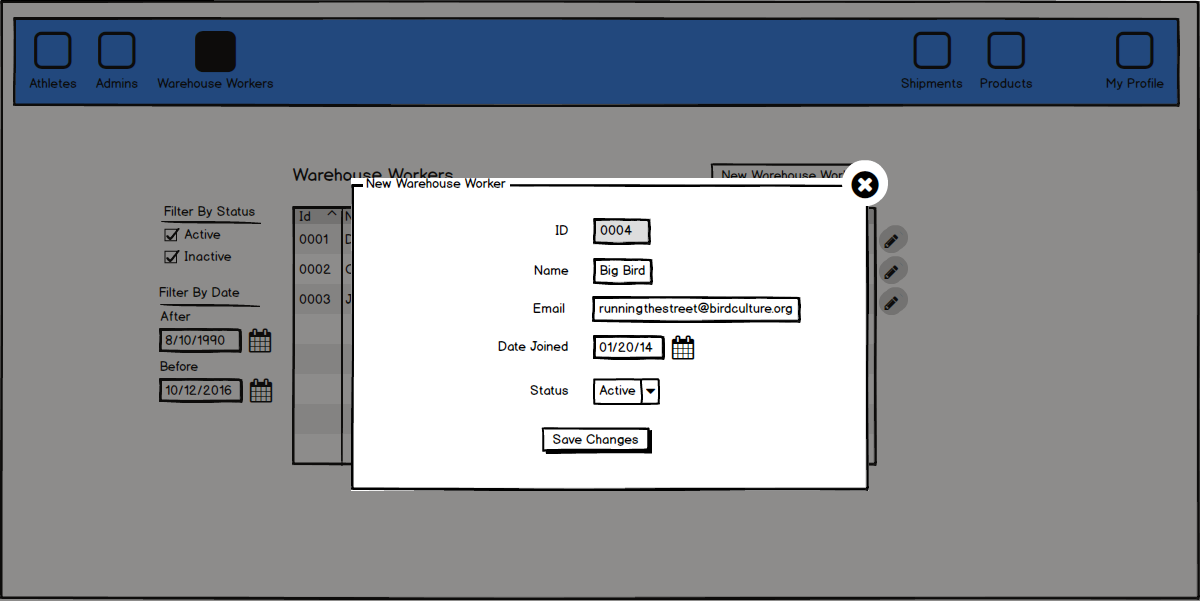 Athletes
Admins
Warehouse Workers
Shipments
Products
My Profile
Warehouse Workers
New Warehouse
Filter By Status
Active
Inactive
Filter By Date
After
8/10/1990
Before
10/12/2016
Id
0001
0002
0003
New Warehouse Worker
ID 0004
Name Big Bird
Email runningthestreet@birdculture.org
Date Joined 01/20/14
Status Active
Save Changes